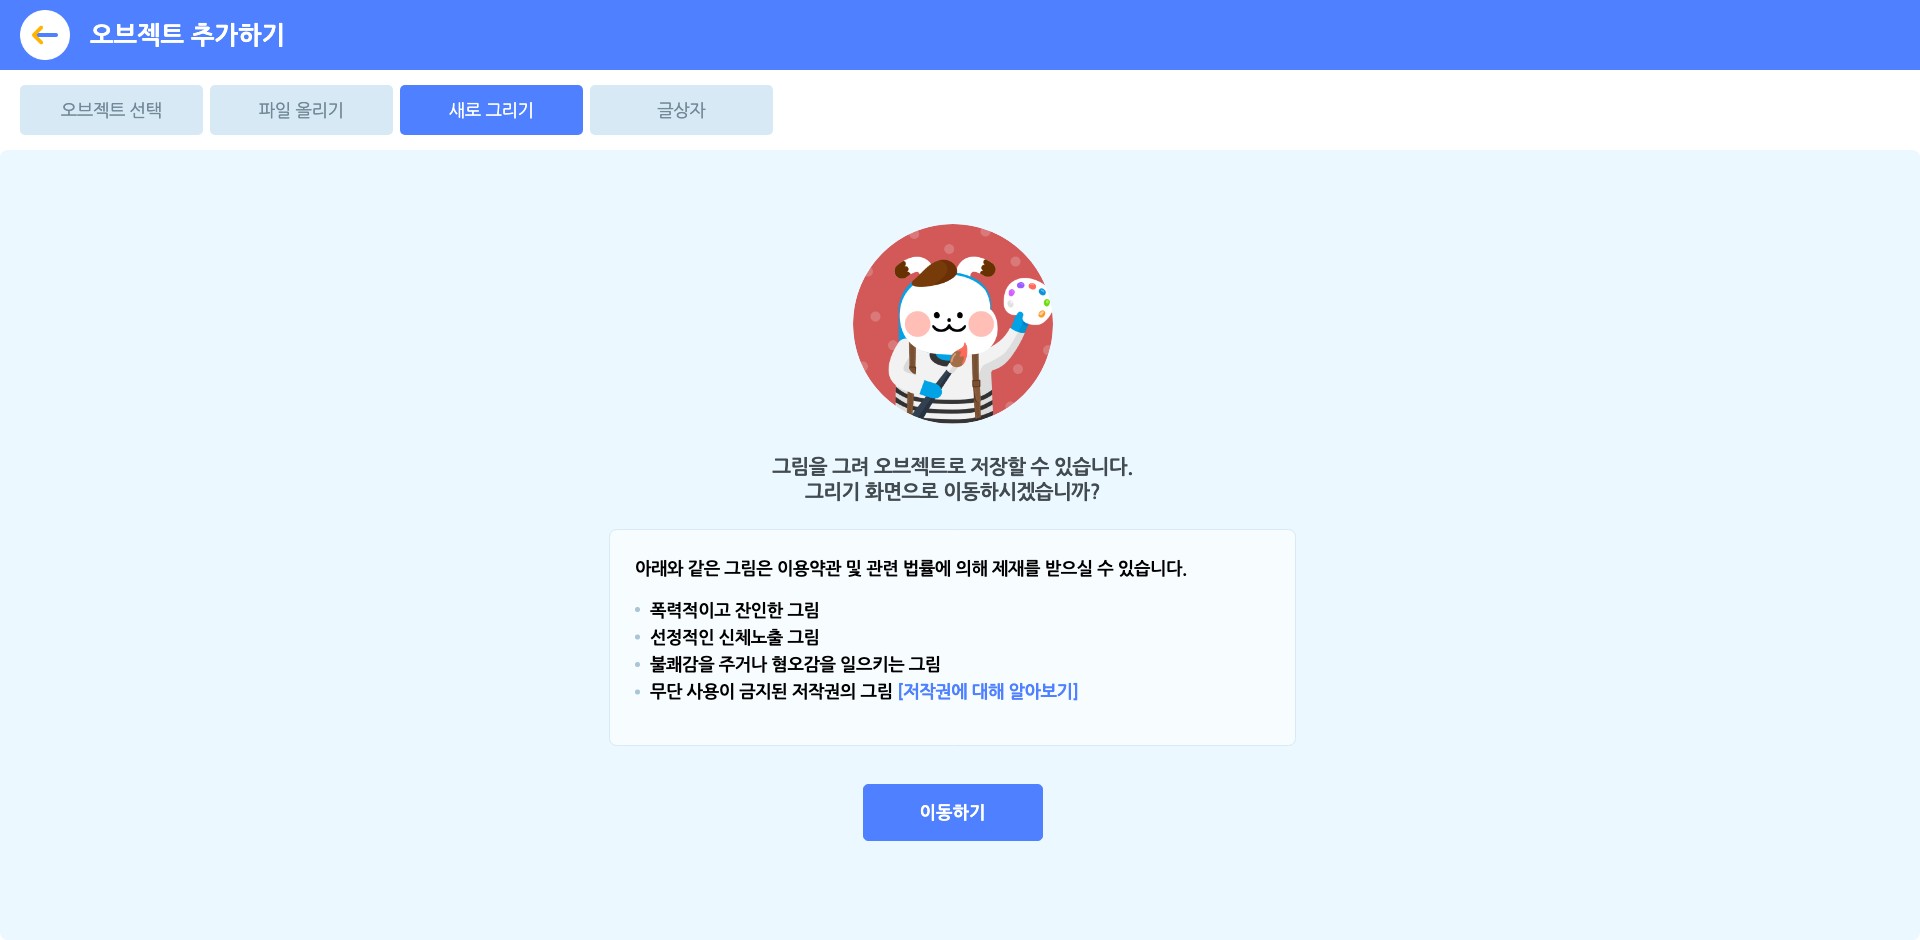 오브젝트 추가하기
오브젝트 선택
파일 올리기
새로 그리기
글상자
그림을 그려 오브젝트로 저장할 수 있습니다.
그리기 화면으로 이동하시겠습니까?
아래와 같은 그림은 이용약관 및 관련 법률에 의해 제재를 받으실 수 있습니다.
폭력적이고 잔인한 그림
선정적인 신체노출 그림
불쾌감을 주거나 혐오감을 일으키는 그림
무단 사용이 금지된 저작권의 그림 [저작권에 대해 알아보기]
이동하기